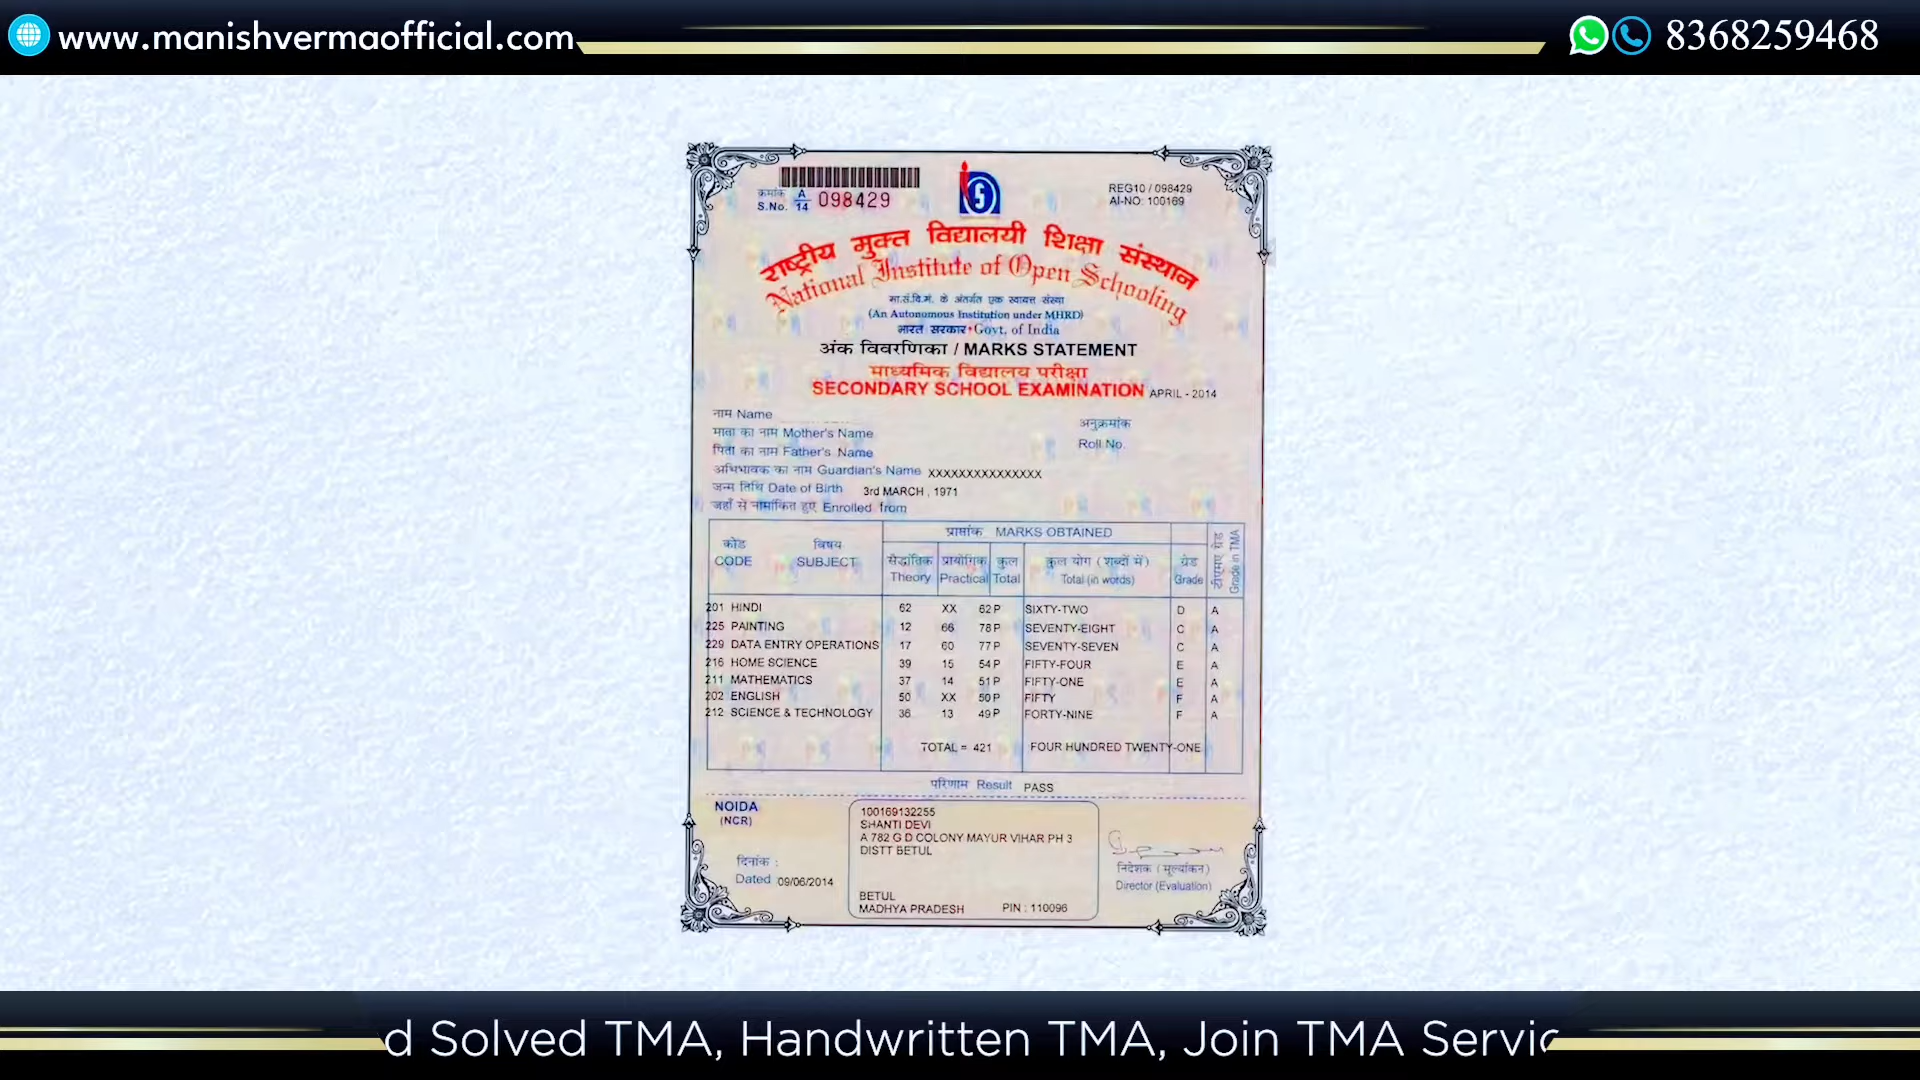 www.manishvermaofficial.com
8368259468
क्रमांक
S.No. A/14 098429
REG10 / 098429
AI-NO: 100169
राष्ट्रीय मुक्त विद्यालयी शिक्षा संस्थान
National Institute of Open Schooling
मा.सं.वि.मं. के अंतर्गत एक स्वायत्त संस्था
(An Autonomous Institution under MHRD)
भारत सरकार•Govt. of India
अंक विवरणिका / MARKS STATEMENT
माध्यमिक विद्यालय परीक्षा
SECONDARY SCHOOL EXAMINATION APRIL - 2014
नाम Name
अनुक्रमांक
माता का नाम Mother's Name
Roll No.
पिता का नाम Father's Name
अभिभावक का नाम Guardian's Name XXXXXXXXXXXXXXX
जन्म तिथि Date of Birth 3rd MARCH , 1971
जहाँ से नामांकित हुए Enrolled from
प्राप्तांक MARKS OBTAINED
कोड विषय सैद्धांतिक प्रायोगिक कुल कुल योग (शब्दों में) ग्रेड टीएमए ग्रेड
CODE SUBJECT Theory Practical Total Total (in words) Grade Grade in TMA
201 HINDI 62 XX 62 P SIXTY-TWO D A
225 PAINTING 12 66 78 P SEVENTY-EIGHT C A
229 DATA ENTRY OPERATIONS 17 60 77 P SEVENTY-SEVEN C A
216 HOME SCIENCE 39 15 54 P FIFTY-FOUR E A
211 MATHEMATICS 37 14 51 P FIFTY-ONE E A
202 ENGLISH 50 XX 50 P FIFTY F A
212 SCIENCE & TECHNOLOGY 36 13 49 P FORTY-NINE F A
TOTAL = 421 FOUR HUNDRED TWENTY-ONE
परिणाम Result PASS
NOIDA
(NCR)
दिनांक :
Dated 09/06/2014
100169132255
SHANTI DEVI
A 782 G D COLONY MAYUR VIHAR PH 3
DISTT BETUL
BETUL
MADHYA PRADESH PIN : 110096
निदेशक (मूल्यांकन)
Director (Evaluation)
d Solved TMA, Handwritten TMA, Join TMA Servic